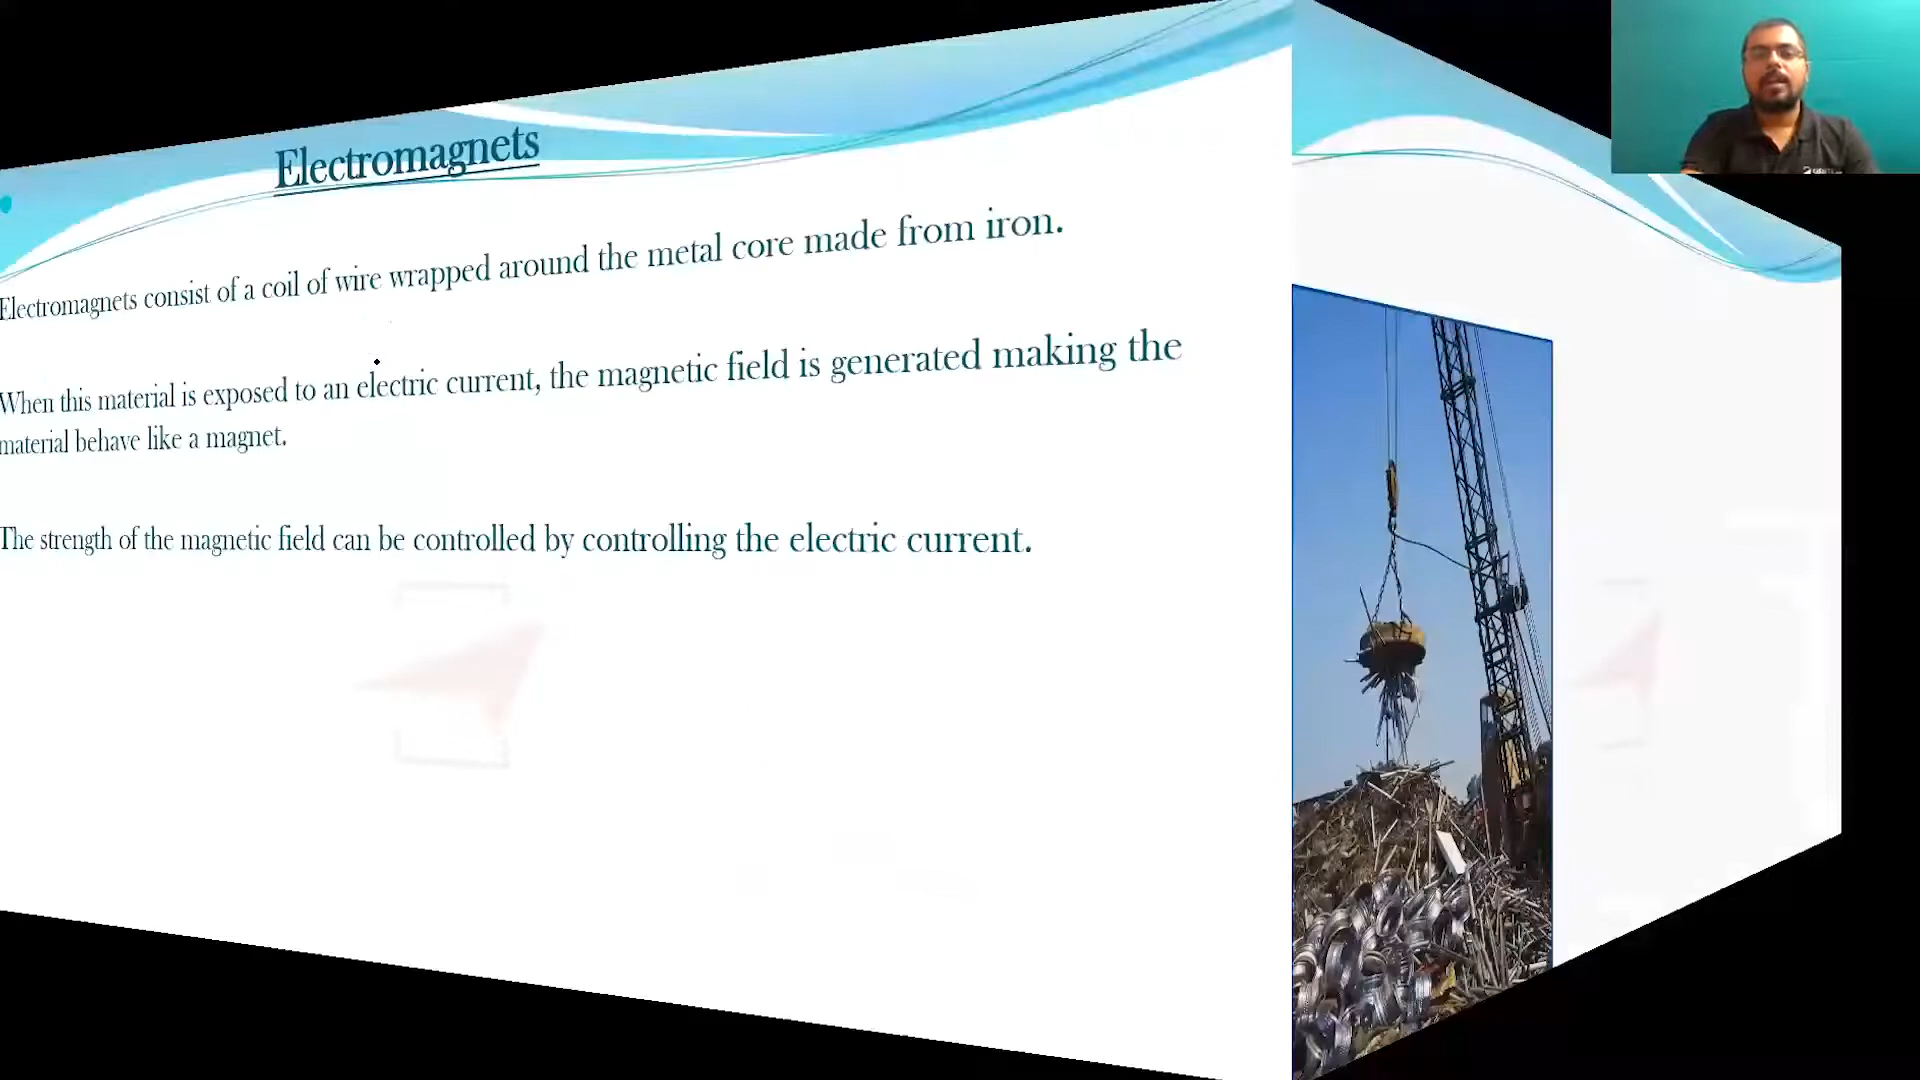 Electromagnets
Electromagnets consist of a coil of wire wrapped around the metal core made from iron.
When this material is exposed to an electric current, the magnetic field is generated making the
material behave like a magnet.
The strength of the magnetic field can be controlled by controlling the electric current.